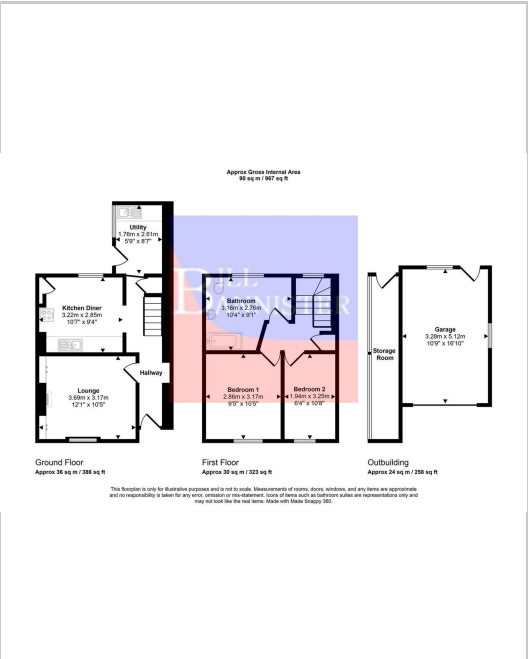 Approx Gross Internal Area
90 sq m / 967 sq ft
Utility
1.76m x 2.61m
5'9" x 8'7"
Kitchen Diner
3.22m x 2.85m
10'7" x 9'4"
Hallway
Lounge
3.69m x 3.17m
12'1" x 10'5"
Ground Floor
Approx 36 sq m / 386 sq ft
BILL
BANNISTER
Bathroom
3.16m x 2.76m
10'4" x 9'1"
Bedroom 1
2.86m x 3.17m
9'5" x 10'5"
Bedroom 2
1.94m x 3.25m
6'4" x 10'8"
First Floor
Approx 30 sq m / 323 sq ft
Garage
3.28m x 5.12m
10'9" x 16'10"
Storage
Room
Outbuilding
Approx 24 sq m / 258 sq ft
This floorplan is only for illustrative purposes and is not to scale. Measurements of rooms, doors, windows, and any items are approximate
and no responsibility is taken for any error, omission or mis-statement. Icons of items such as bathroom suites are representations only and
may not look like the real items. Made with Made Snappy 360.